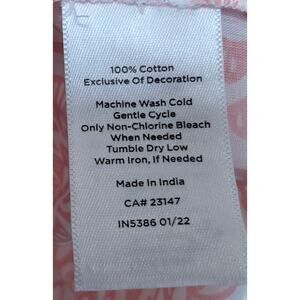 100% Cotton
Exclusive Of Decoration
Machine Wash Cold
Gentle Cycle
Only Non-Chlorine Bleach
When Needed
Tumble Dry Low
Warm Iron, If Needed
Made In India
CA# 23147
IN5386 01/22